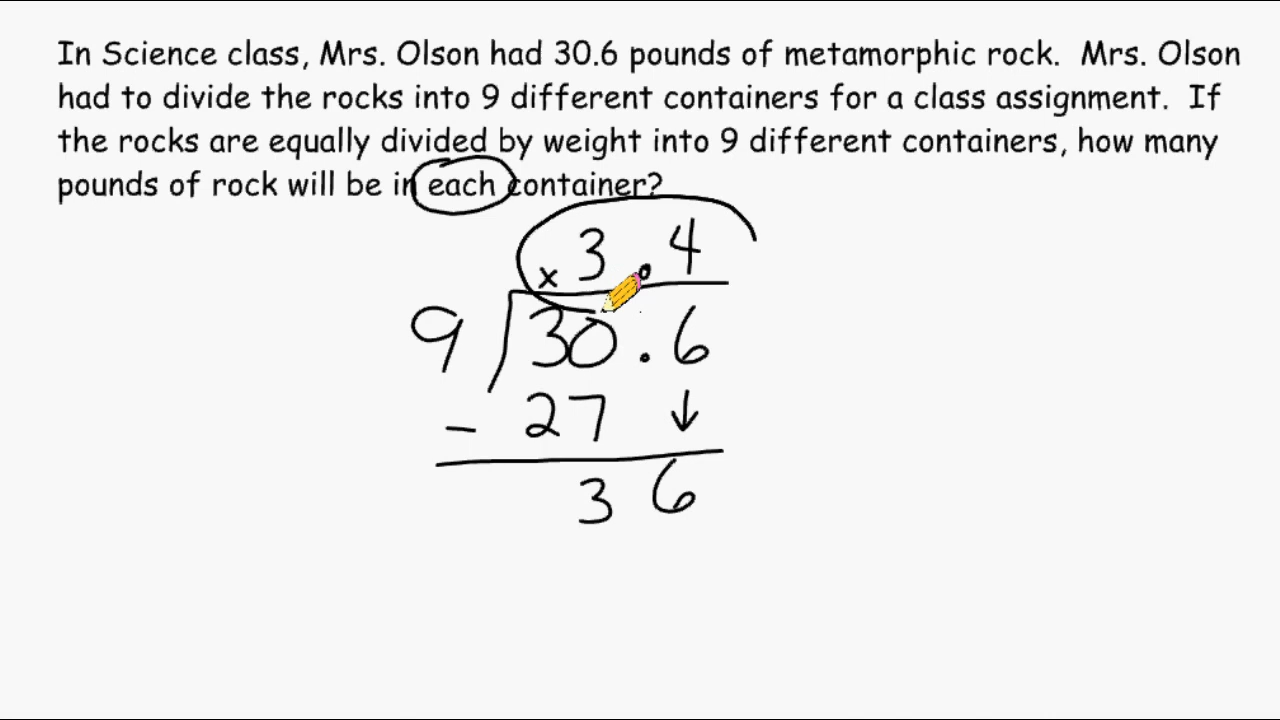 In Science class, Mrs. Olson had 30.6 pounds of metamorphic rock.  Mrs. Olson
had to divide the rocks into 9 different containers for a class assignment.  If
the rocks are equally divided by weight into 9 different containers, how many
pounds of rock will be in each container?
x 3 . 4
9 30 . 6
- 27 ↓
3 6